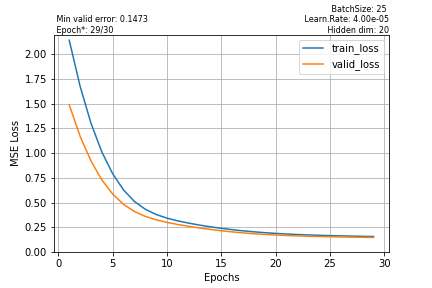 BatchSize: 25
Min valid error: 0.1473
Learn.Rate: 4.00e-05
Epoch*: 29/30
Hidden dim: 20
train_loss
valid_loss
2.00
1.75
1.50
1.25
1.00
0.75
0.50
0.25
0.00
MSE Loss
0 5 10 15 20 25 30
Epochs